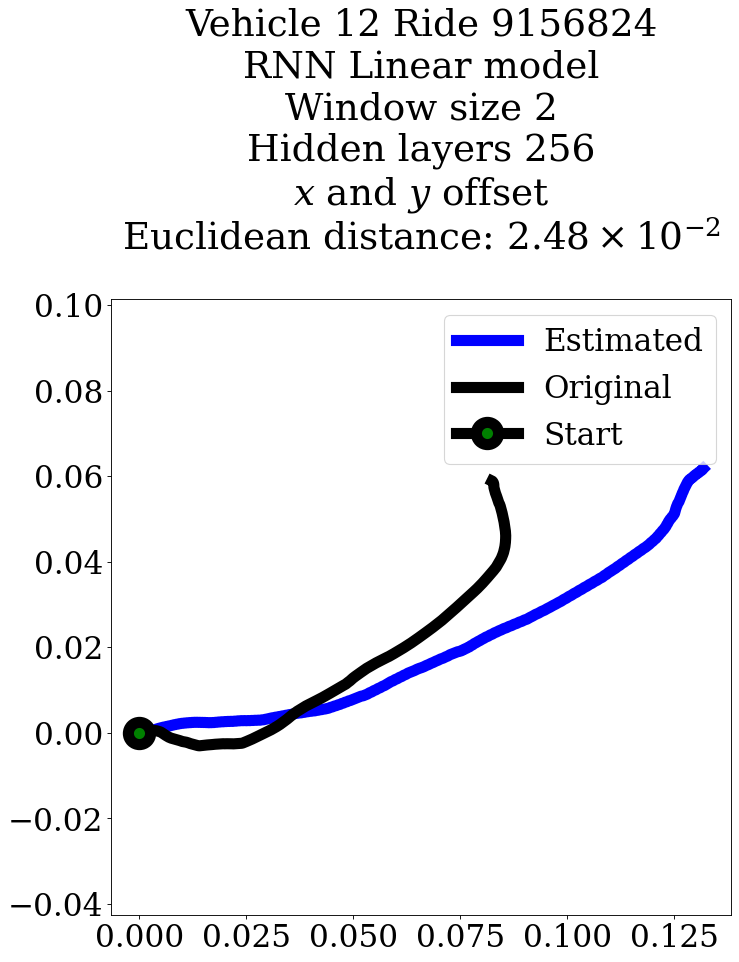 Vehicle 12 Ride 9156824
RNN Linear model
Window size 2
Hidden layers 256
x and y offset
Euclidean distance: 2.48 × 10⁻²
0.10
0.08
0.06
0.04
0.02
0.00
−0.02
−0.04
Estimated
Original
Start
0.000 0.025 0.050 0.075 0.100 0.125